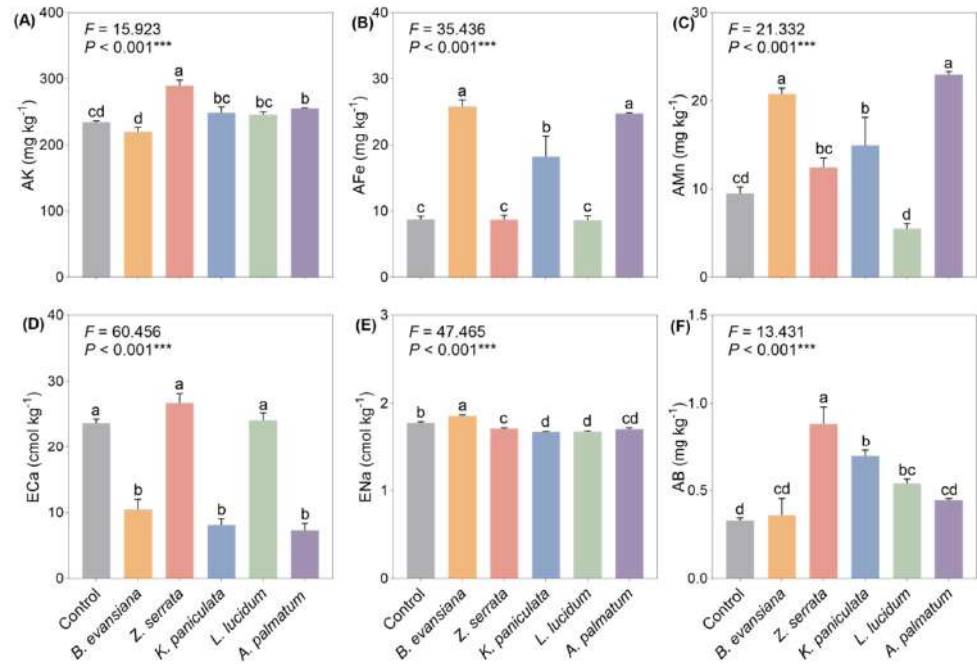 (A)
F = 15.923
P < 0.001***
AK (mg kg⁻¹)
400
300
200
100
0
cd
d
a
bc
bc
b
(B)
F = 35.436
P < 0.001***
AFe (mg kg⁻¹)
40
30
20
10
0
c
a
c
b
c
a
(C)
F = 21.332
P < 0.001***
AMn (mg kg⁻¹)
30
20
10
0
cd
a
bc
b
d
a
(D)
F = 60.456
P < 0.001***
ECa (cmol kg⁻¹)
40
30
20
10
0
a
b
a
b
a
b
Control
B. evansiana
Z. serrata
K. paniculata
L. lucidum
A. palmatum
(E)
F = 47.465
P < 0.001***
ENa (cmol kg⁻¹)
3
2
1
0
b
a
c
d
d
cd
Control
B. evansiana
Z. serrata
K. paniculata
L. lucidum
A. palmatum
(F)
F = 13.431
P < 0.001***
AB (mg kg⁻¹)
1.5
1.0
0.5
0.0
d
cd
a
b
bc
cd
Control
B. evansiana
Z. serrata
K. paniculata
L. lucidum
A. palmatum